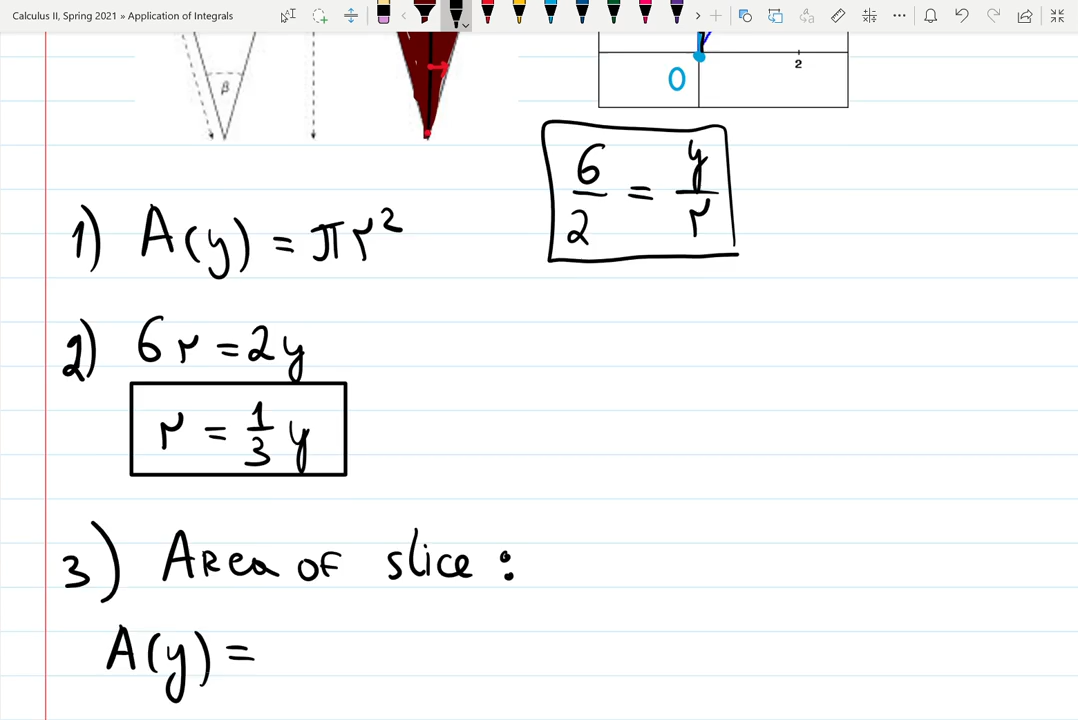 Calculus II, Spring 2021 » Application of Integrals
β
0
2
6/2 = y/r
1) A(y) = πr²
2) 6r = 2y
r = 1/3 y
3) Area of slice :
A(y) =